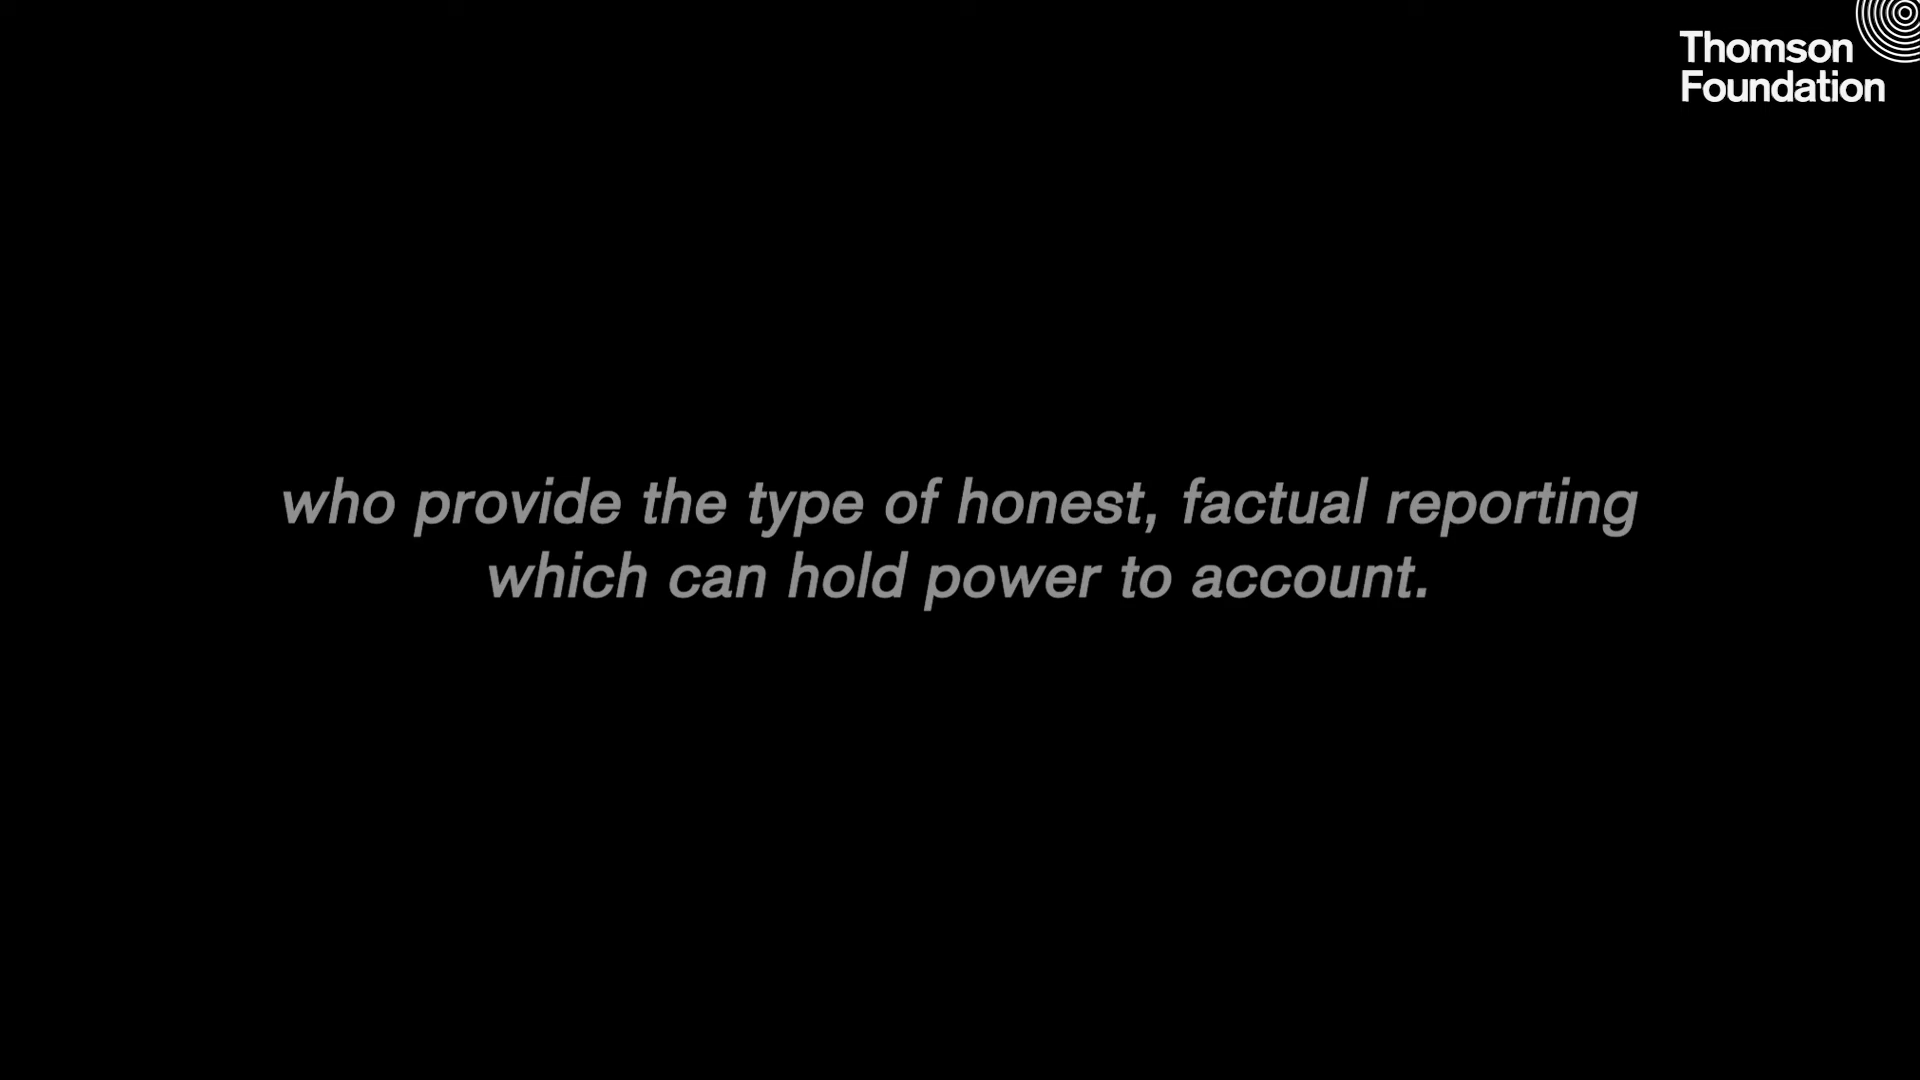 Thomson
Foundation
who provide the type of honest, factual reporting
which can hold power to account.